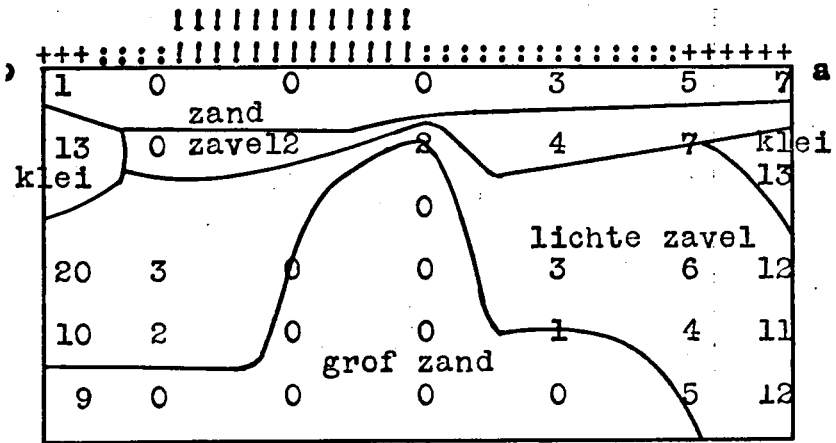 ! ! ! ! ! ! ! ! ! ! ! ! !
+++::::!!!!!!!!!!!!!::::::::::::::++++++
1 0 0 0 3 5 7 a
zand
13 0 zavel 12 2 4 7 klei
klei 13
0
lichte zavel
20 3 0 0 3 6 12
10 2 0 0 1 4 11
grof zand
9 0 0 0 0 5 12